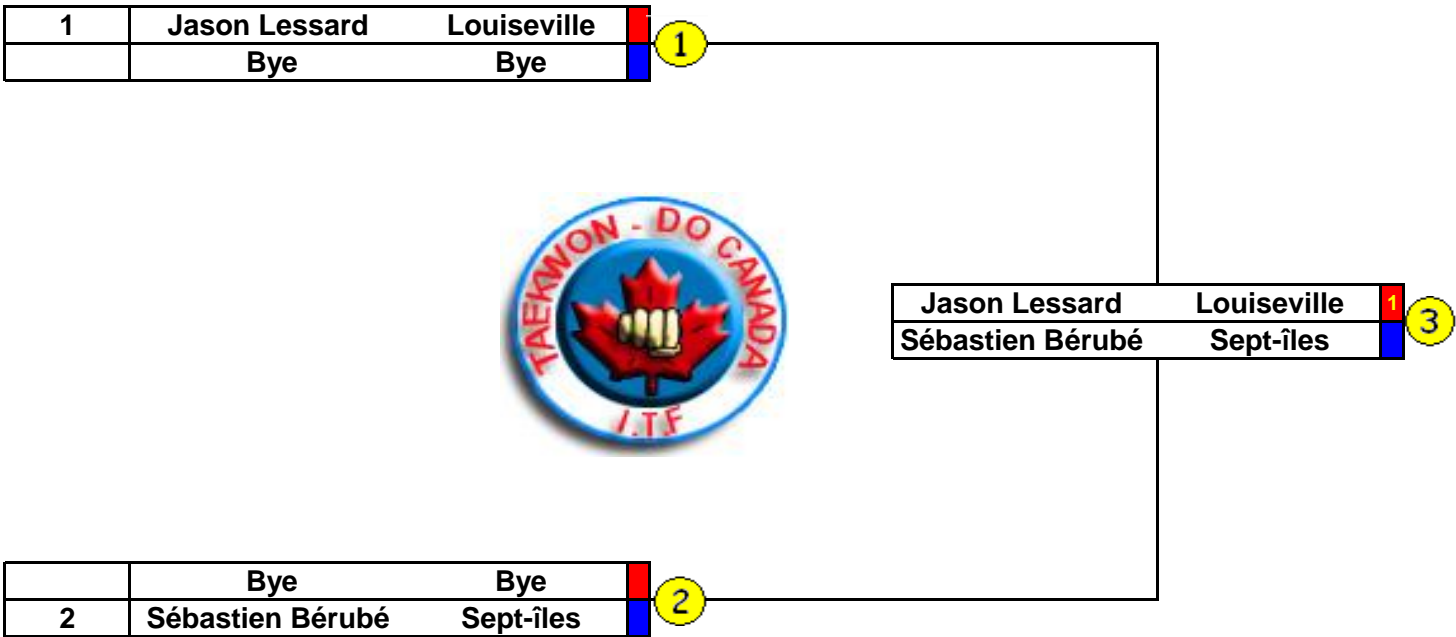 1 Jason Lessard Louiseville
Bye Bye
1
TAEKWON - DO CANADA
I.T.F
Jason Lessard Louiseville 1
Sébastien Bérubé Sept-îles
3
Bye Bye
2 Sébastien Bérubé Sept-îles
2